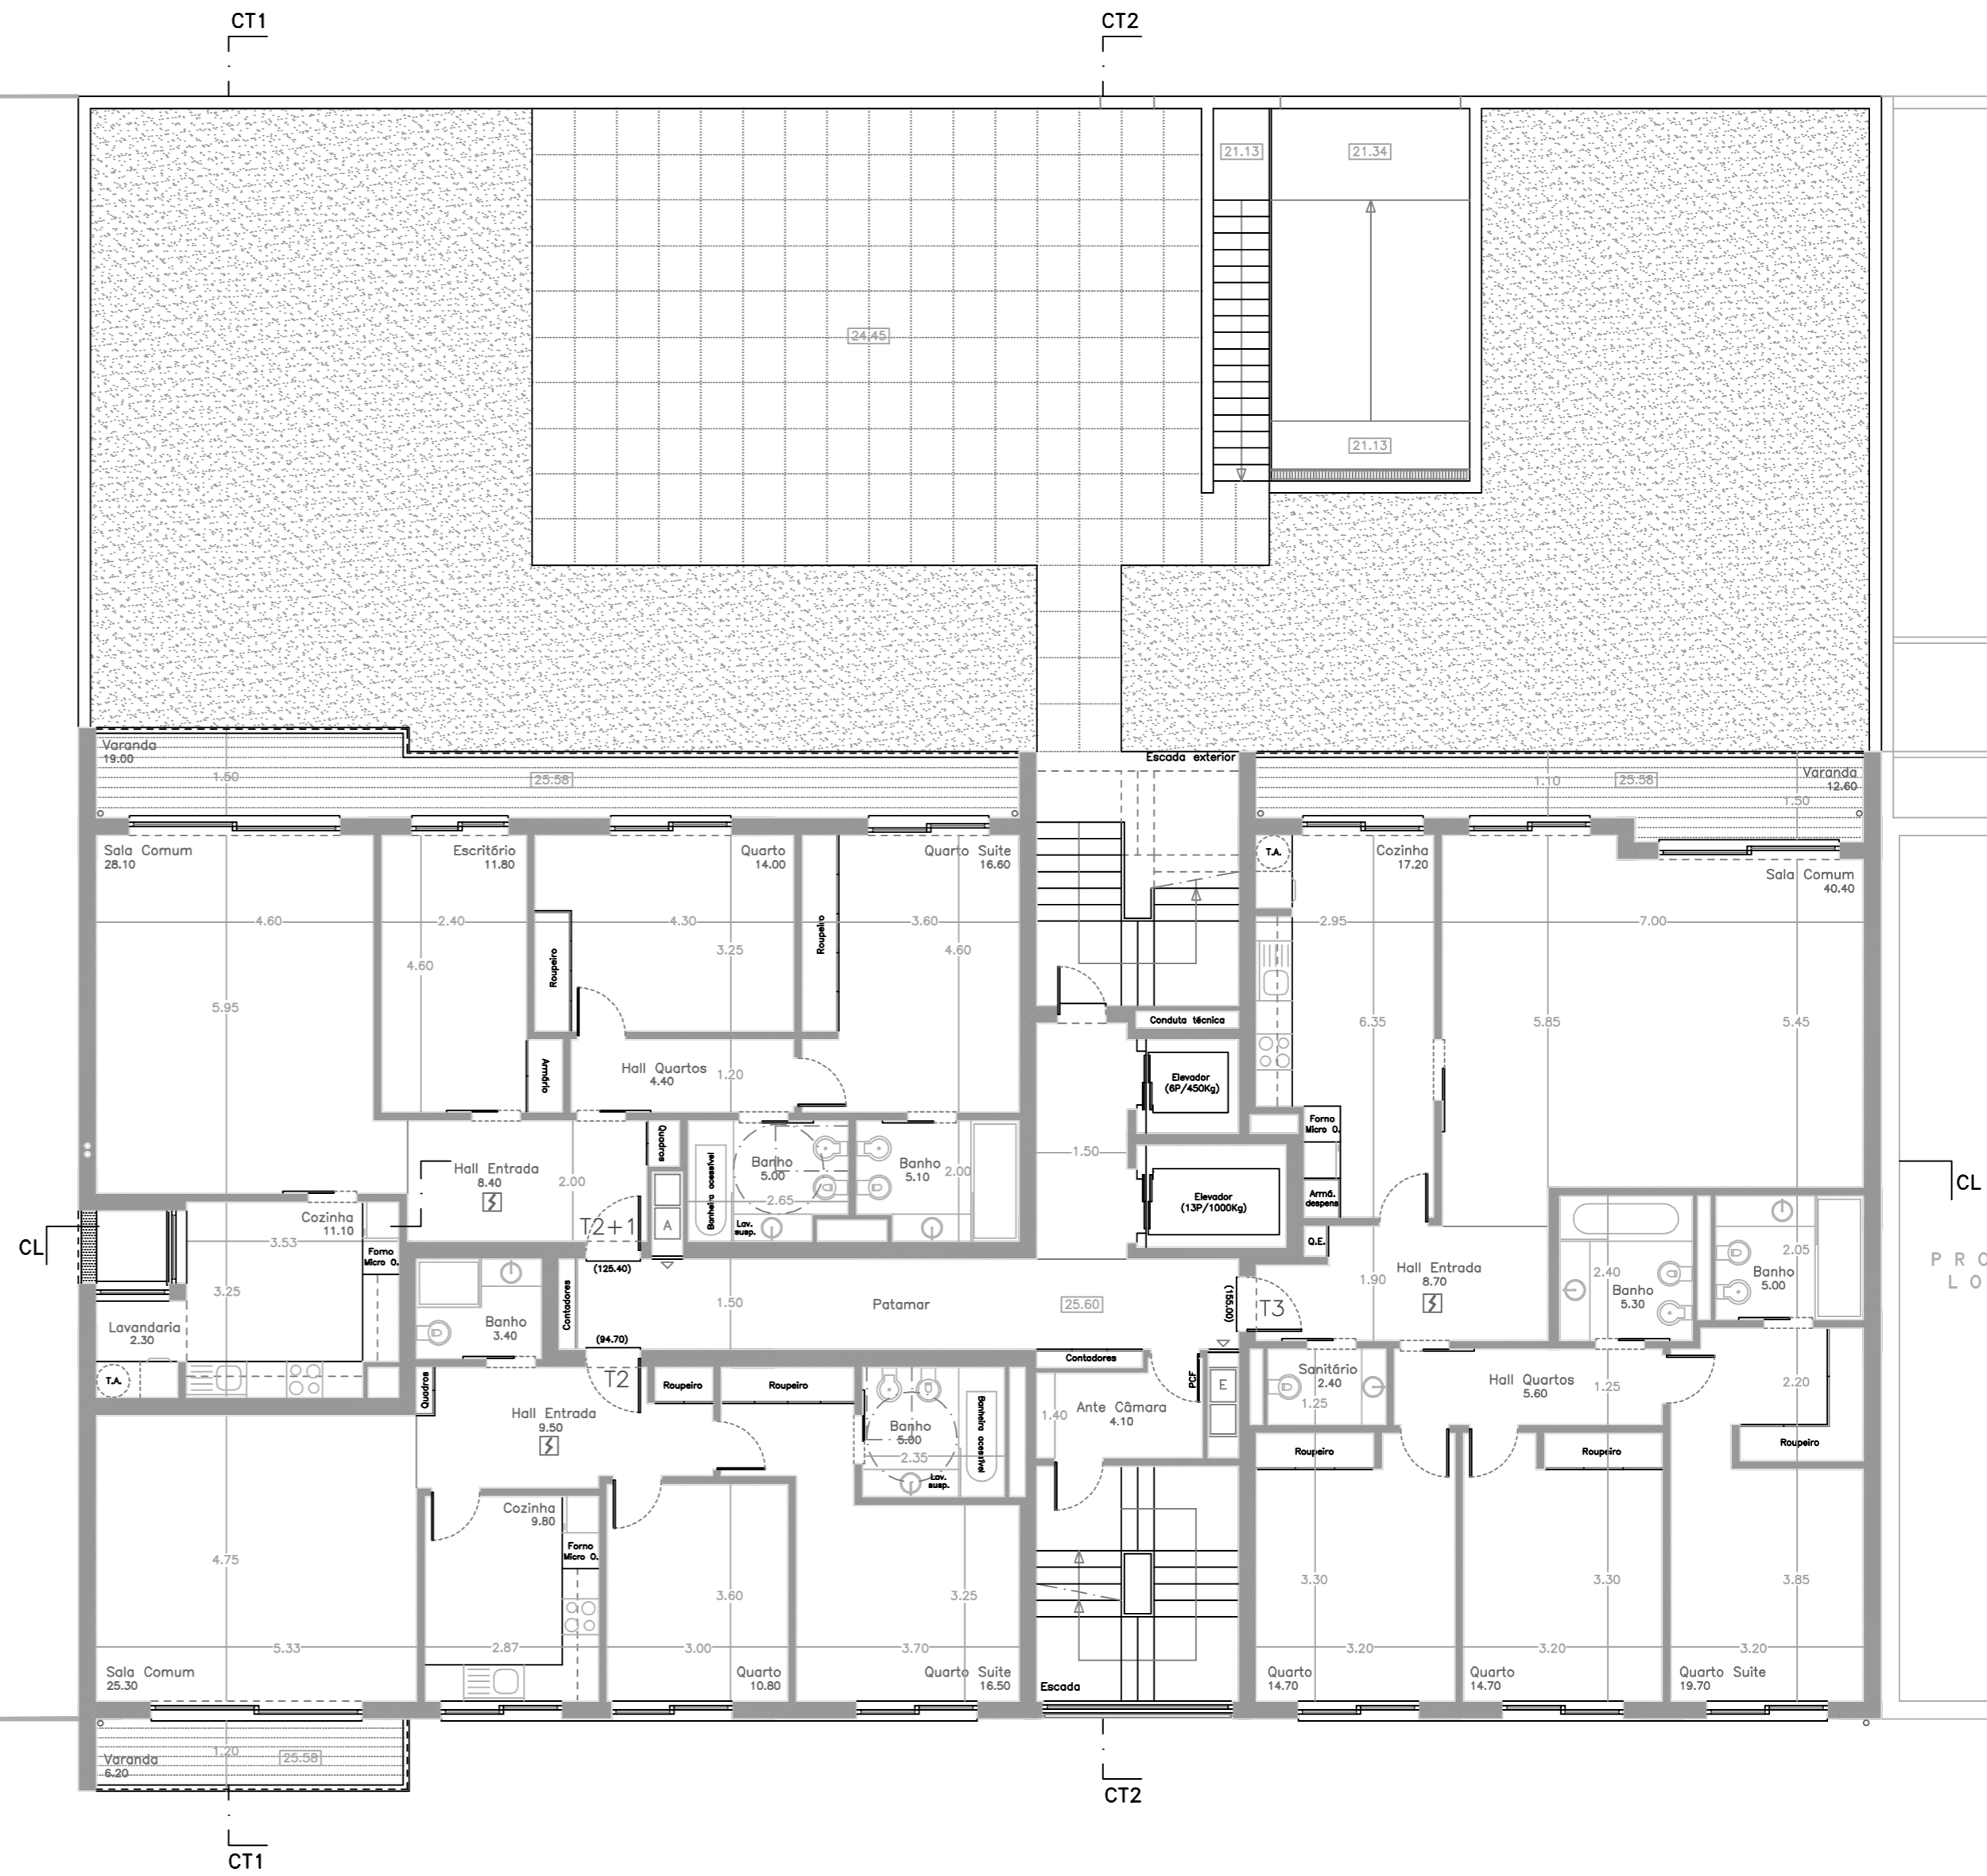 CT1
CT2
21.13
21.34
24.45
21.13
Varanda
19.00
1.50
25.58
Escada exterior
1.10
25.58
Varanda
12.60
1.50
Sala Comum
28.10
Escritório
11.80
Quarto
14.00
Quarto Suite
16.60
T.A.
Cozinha
17.20
Sala Comum
40.40
4.60
2.40
4.30
3.60
2.95
7.00
Roupeiro
Roupeiro
3.25
4.60
4.60
5.95
6.35
5.85
5.45
Conduta técnica
Armário
Hall Quartos
4.40
1.20
Elevador
(6P/450Kg)
Forno
Micro O.
Quadros
Hall Entrada
8.40
2.00
Banheira acessível
Banho
5.00
2.65
Lav.
susp.
Banho
5.10
2.00
1.50
Elevador
(13P/1000Kg)
Armá.
despens.
CL
CL
Cozinha
11.10
3.53
Forno
Micro O.
T2+1
A
(125.40)
Q.E.
3.25
Lavandaria
2.30
T.A.
Banho
3.40
Contadores
1.50
Patamar
25.60
(155.00)
T3
1.90
Hall Entrada
8.70
2.40
Banho
5.30
2.05
Banho
5.00
P R O
L O
(94.70)
T2
Quadros
Roupeiro
Roupeiro
Contadores
PCF
E
Sanitário
2.40
1.25
Hall Quartos
5.60
1.25
2.20
Hall Entrada
9.50
Banho
5.00
2.35
Lav.
susp.
Banheira acessível
1.40
Ante Câmara
4.10
Roupeiro
Roupeiro
Roupeiro
Cozinha
9.80
Forno
Micro O.
4.75
3.60
3.25
3.30
3.30
3.85
5.33
2.87
3.00
3.70
3.20
3.20
3.20
Sala Comum
25.30
Quarto
10.80
Quarto Suite
16.50
Escada
Quarto
14.70
Quarto
14.70
Quarto Suite
19.70
1.20
25.58
Varanda
6.20
CT2
CT1